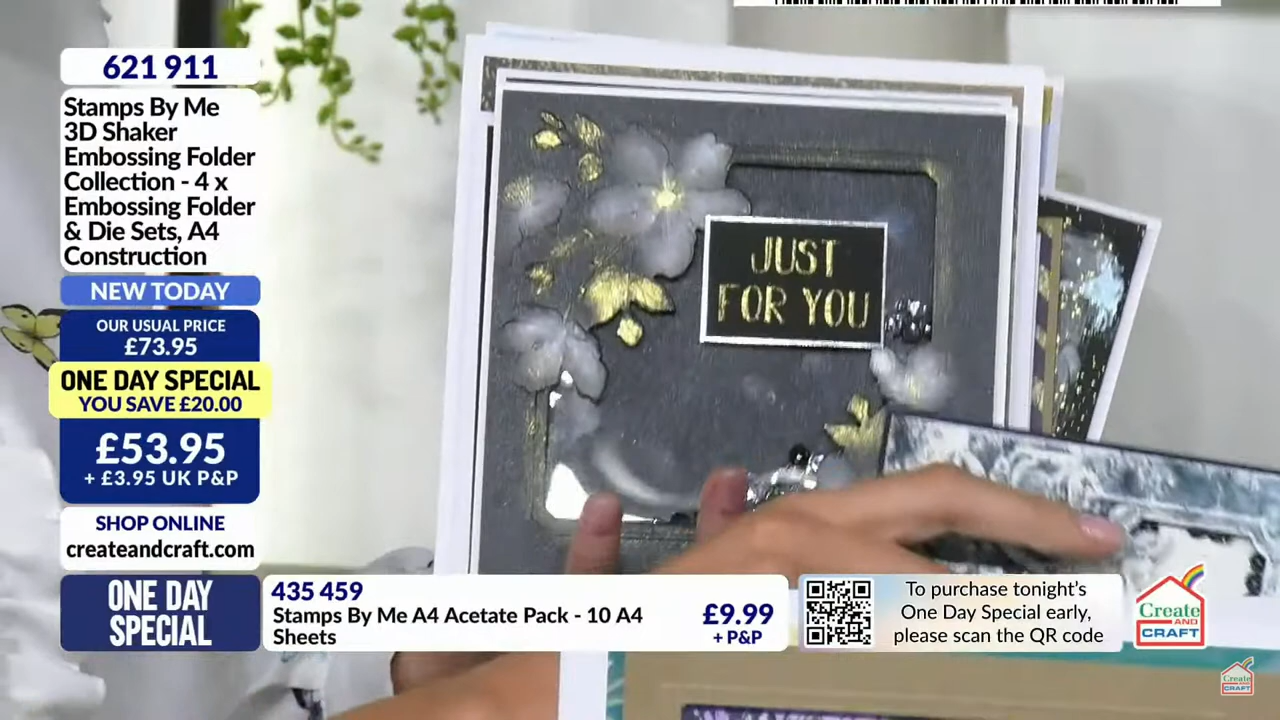 621 911
Stamps By Me
3D Shaker
Embossing Folder
Collection - 4 x
Embossing Folder
& Die Sets, A4
Construction
NEW TODAY
OUR USUAL PRICE
£73.95
ONE DAY SPECIAL
YOU SAVE £20.00
£53.95
+ £3.95 UK P&P
SHOP ONLINE
createandcraft.com
JUST
FOR YOU
ONE DAY
SPECIAL
435 459
Stamps By Me A4 Acetate Pack - 10 A4
Sheets
£9.99
+ P&P
To purchase tonight's
One Day Special early,
please scan the QR code
Create
AND
CRAFT
Create
AND
CRAFT